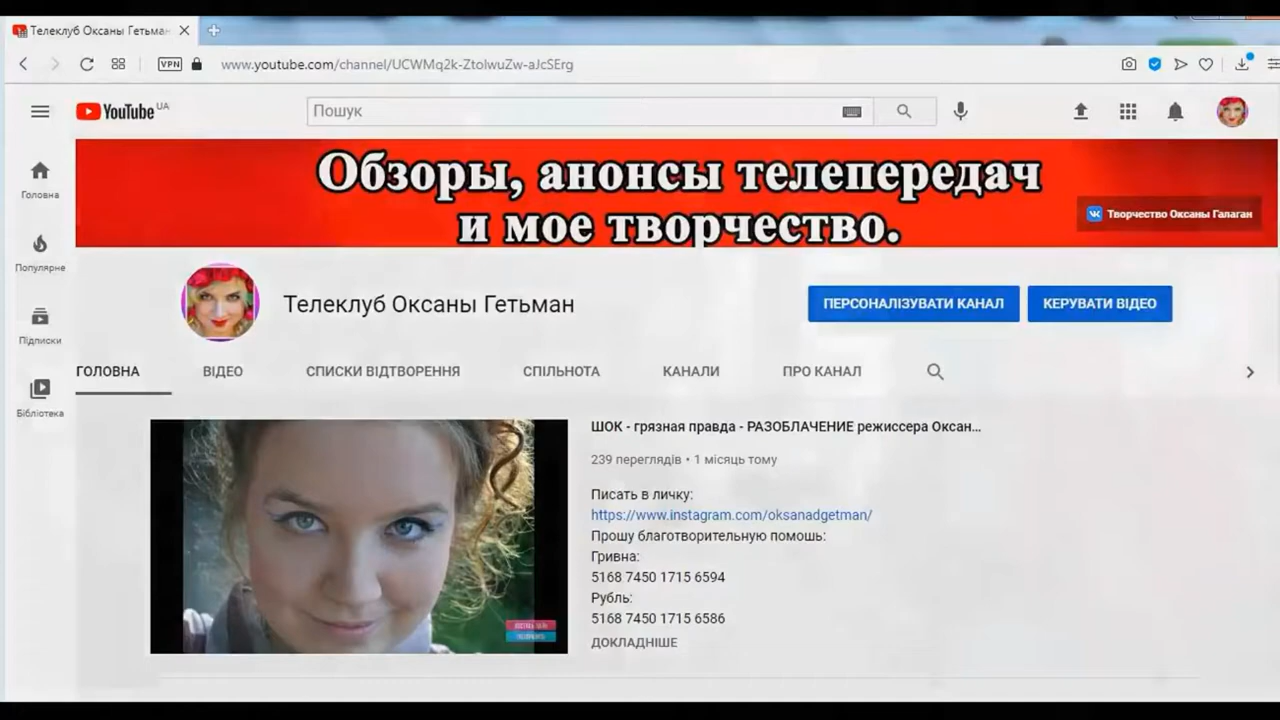 Телеклуб Оксаны Гетьман
VPN
www.youtube.com/channel/UCWMq2k-ZtolwuZw-aJcSErg
YouTube UA
Пошук
Обзоры, анонсы телепередач
и мое творчество.
Творчество Оксаны Галаган
Головна
Популярне
Підписки
Бібліотека
Телеклуб Оксаны Гетьман
ПЕРСОНАЛІЗУВАТИ КАНАЛ
КЕРУВАТИ ВІДЕО
ГОЛОВНА
ВІДЕО
СПИСКИ ВІДТВОРЕННЯ
СПІЛЬНОТА
КАНАЛИ
ПРО КАНАЛ
ШОК - грязная правда - РАЗОБЛАЧЕНИЕ режиссера Оксан...
239 переглядів • 1 місяць тому
Писать в личку:
https://www.instagram.com/oksanadgetman/
Прошу благотворительную помошь:
Гривна:
5168 7450 1715 6594
Рубль:
5168 7450 1715 6586
ДОКЛАДНІШЕ